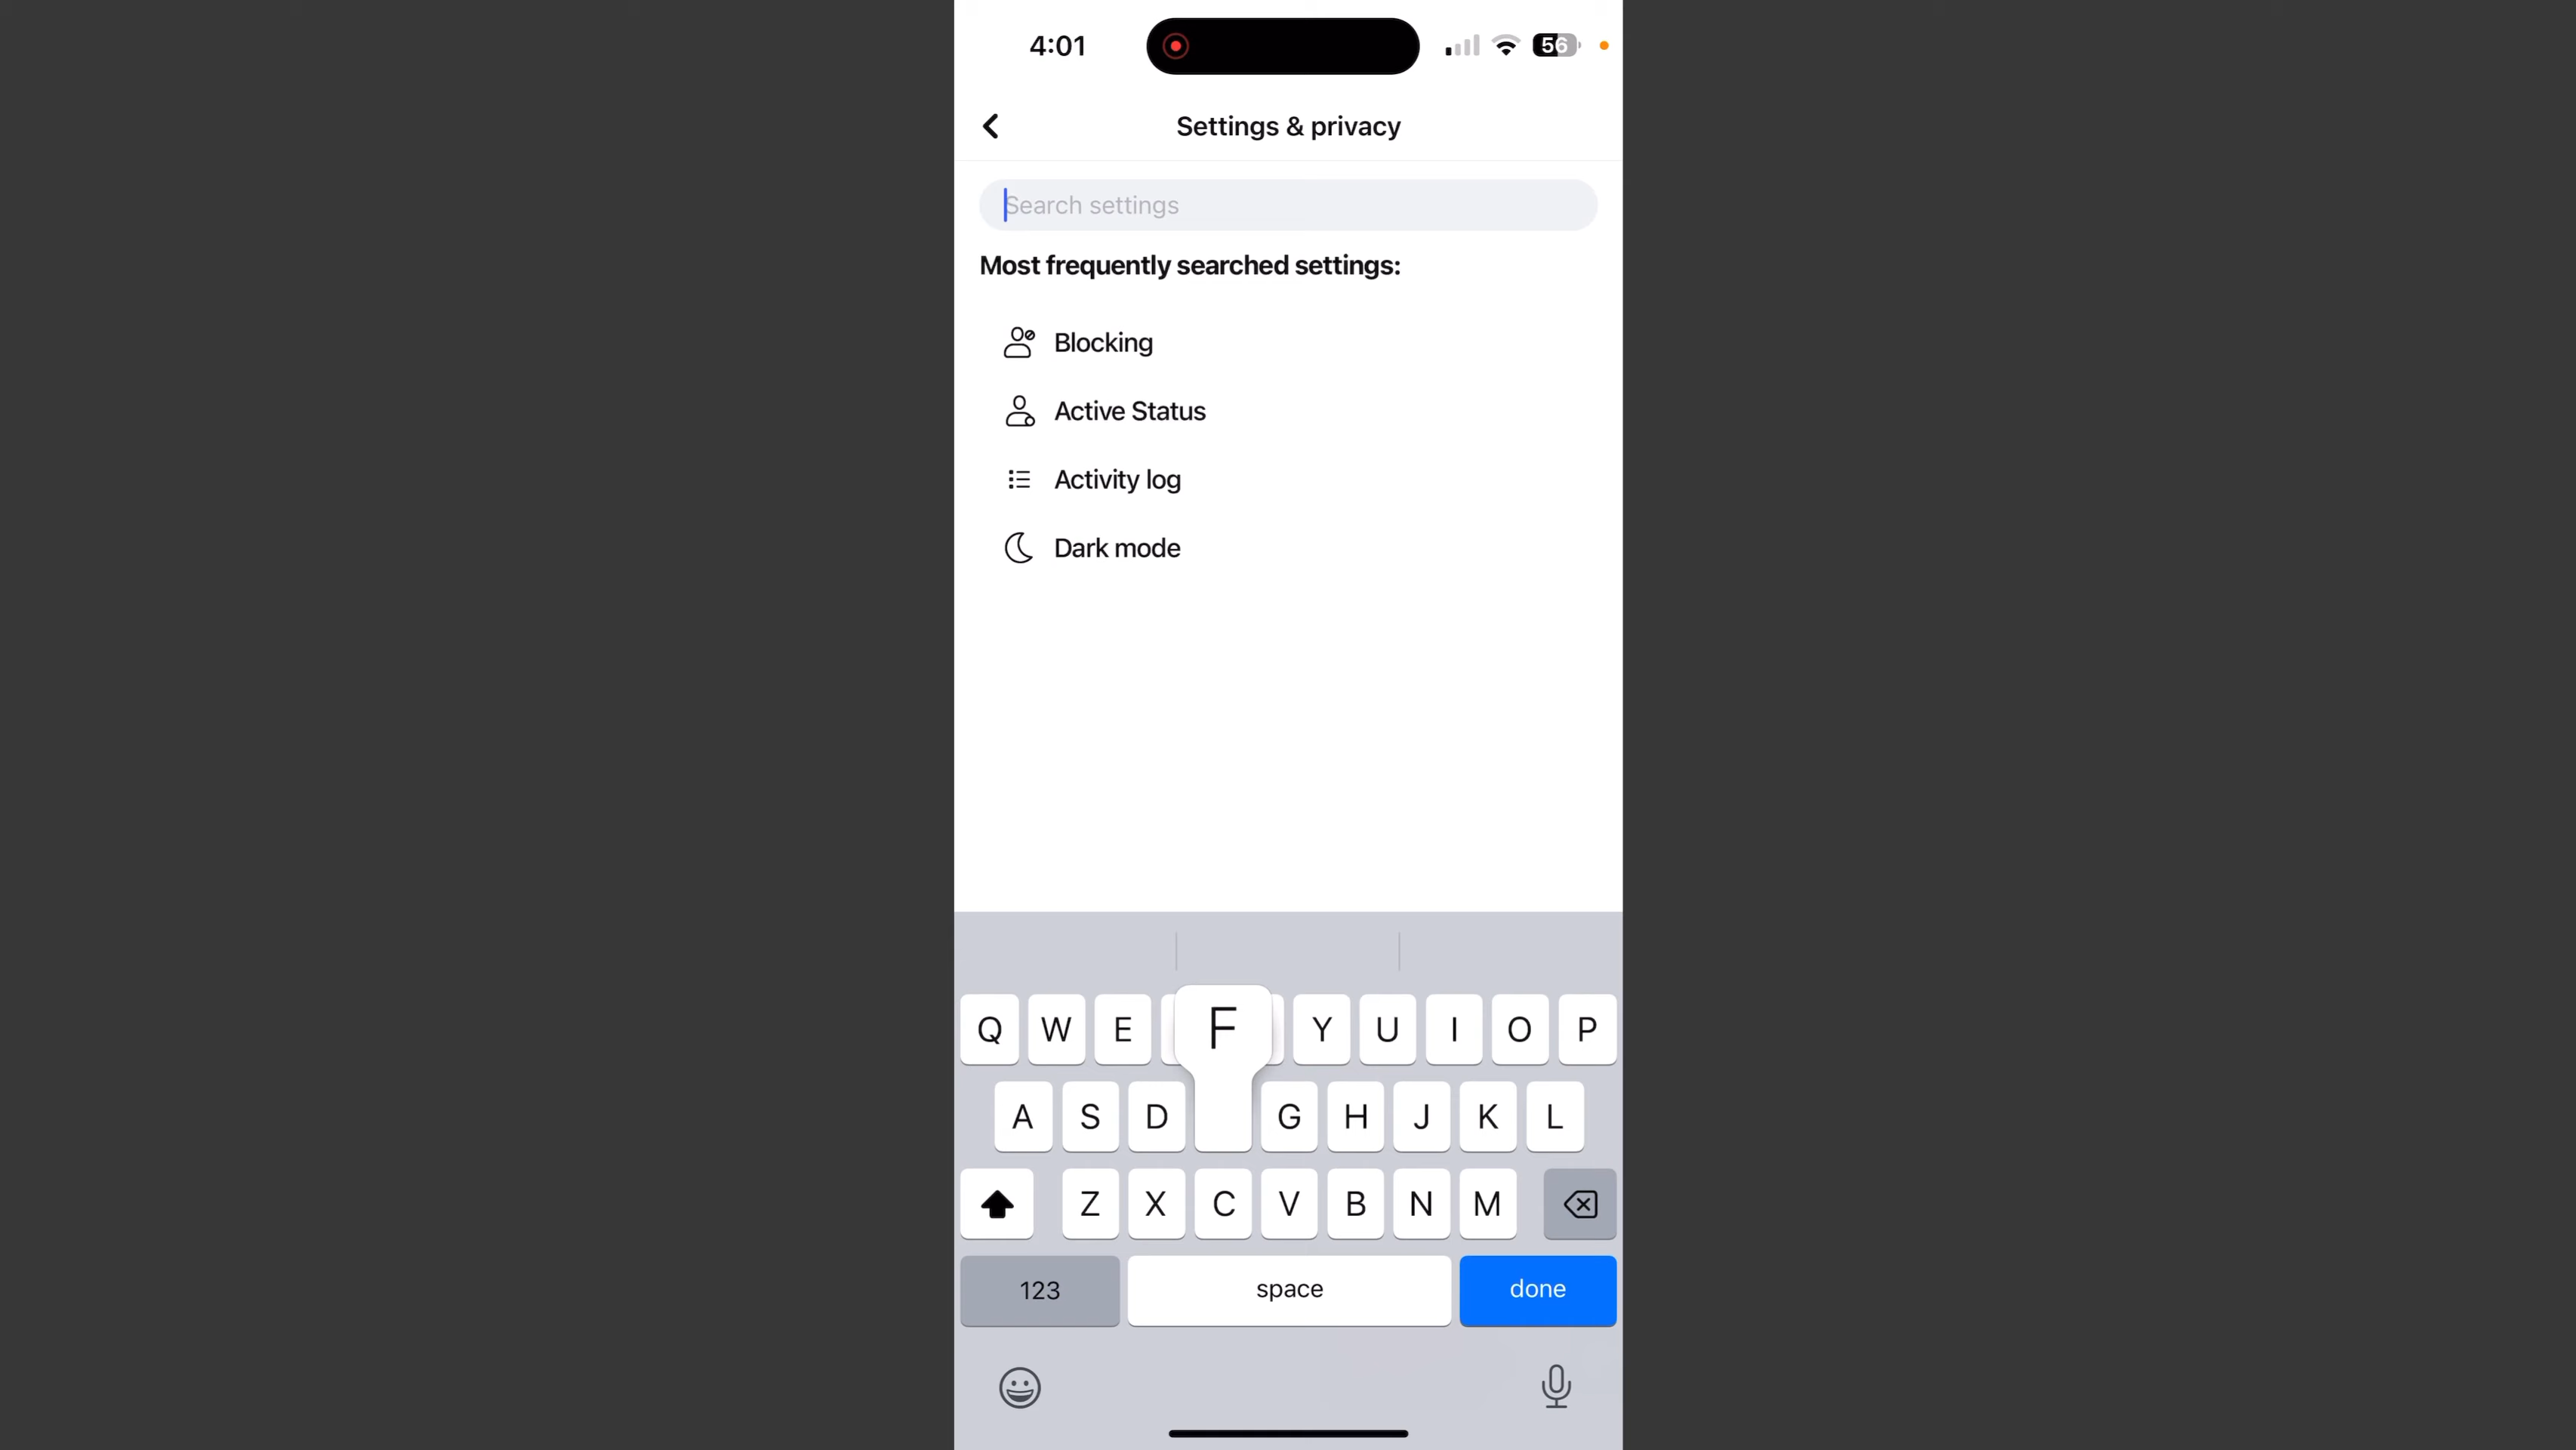 4:01
56
Settings & privacy
Search settings
Most frequently searched settings:
Blocking
Active Status
Activity log
Dark mode
Q W E F Y U I O P
A S D G H J K L
Z X C V B N M
123 space done